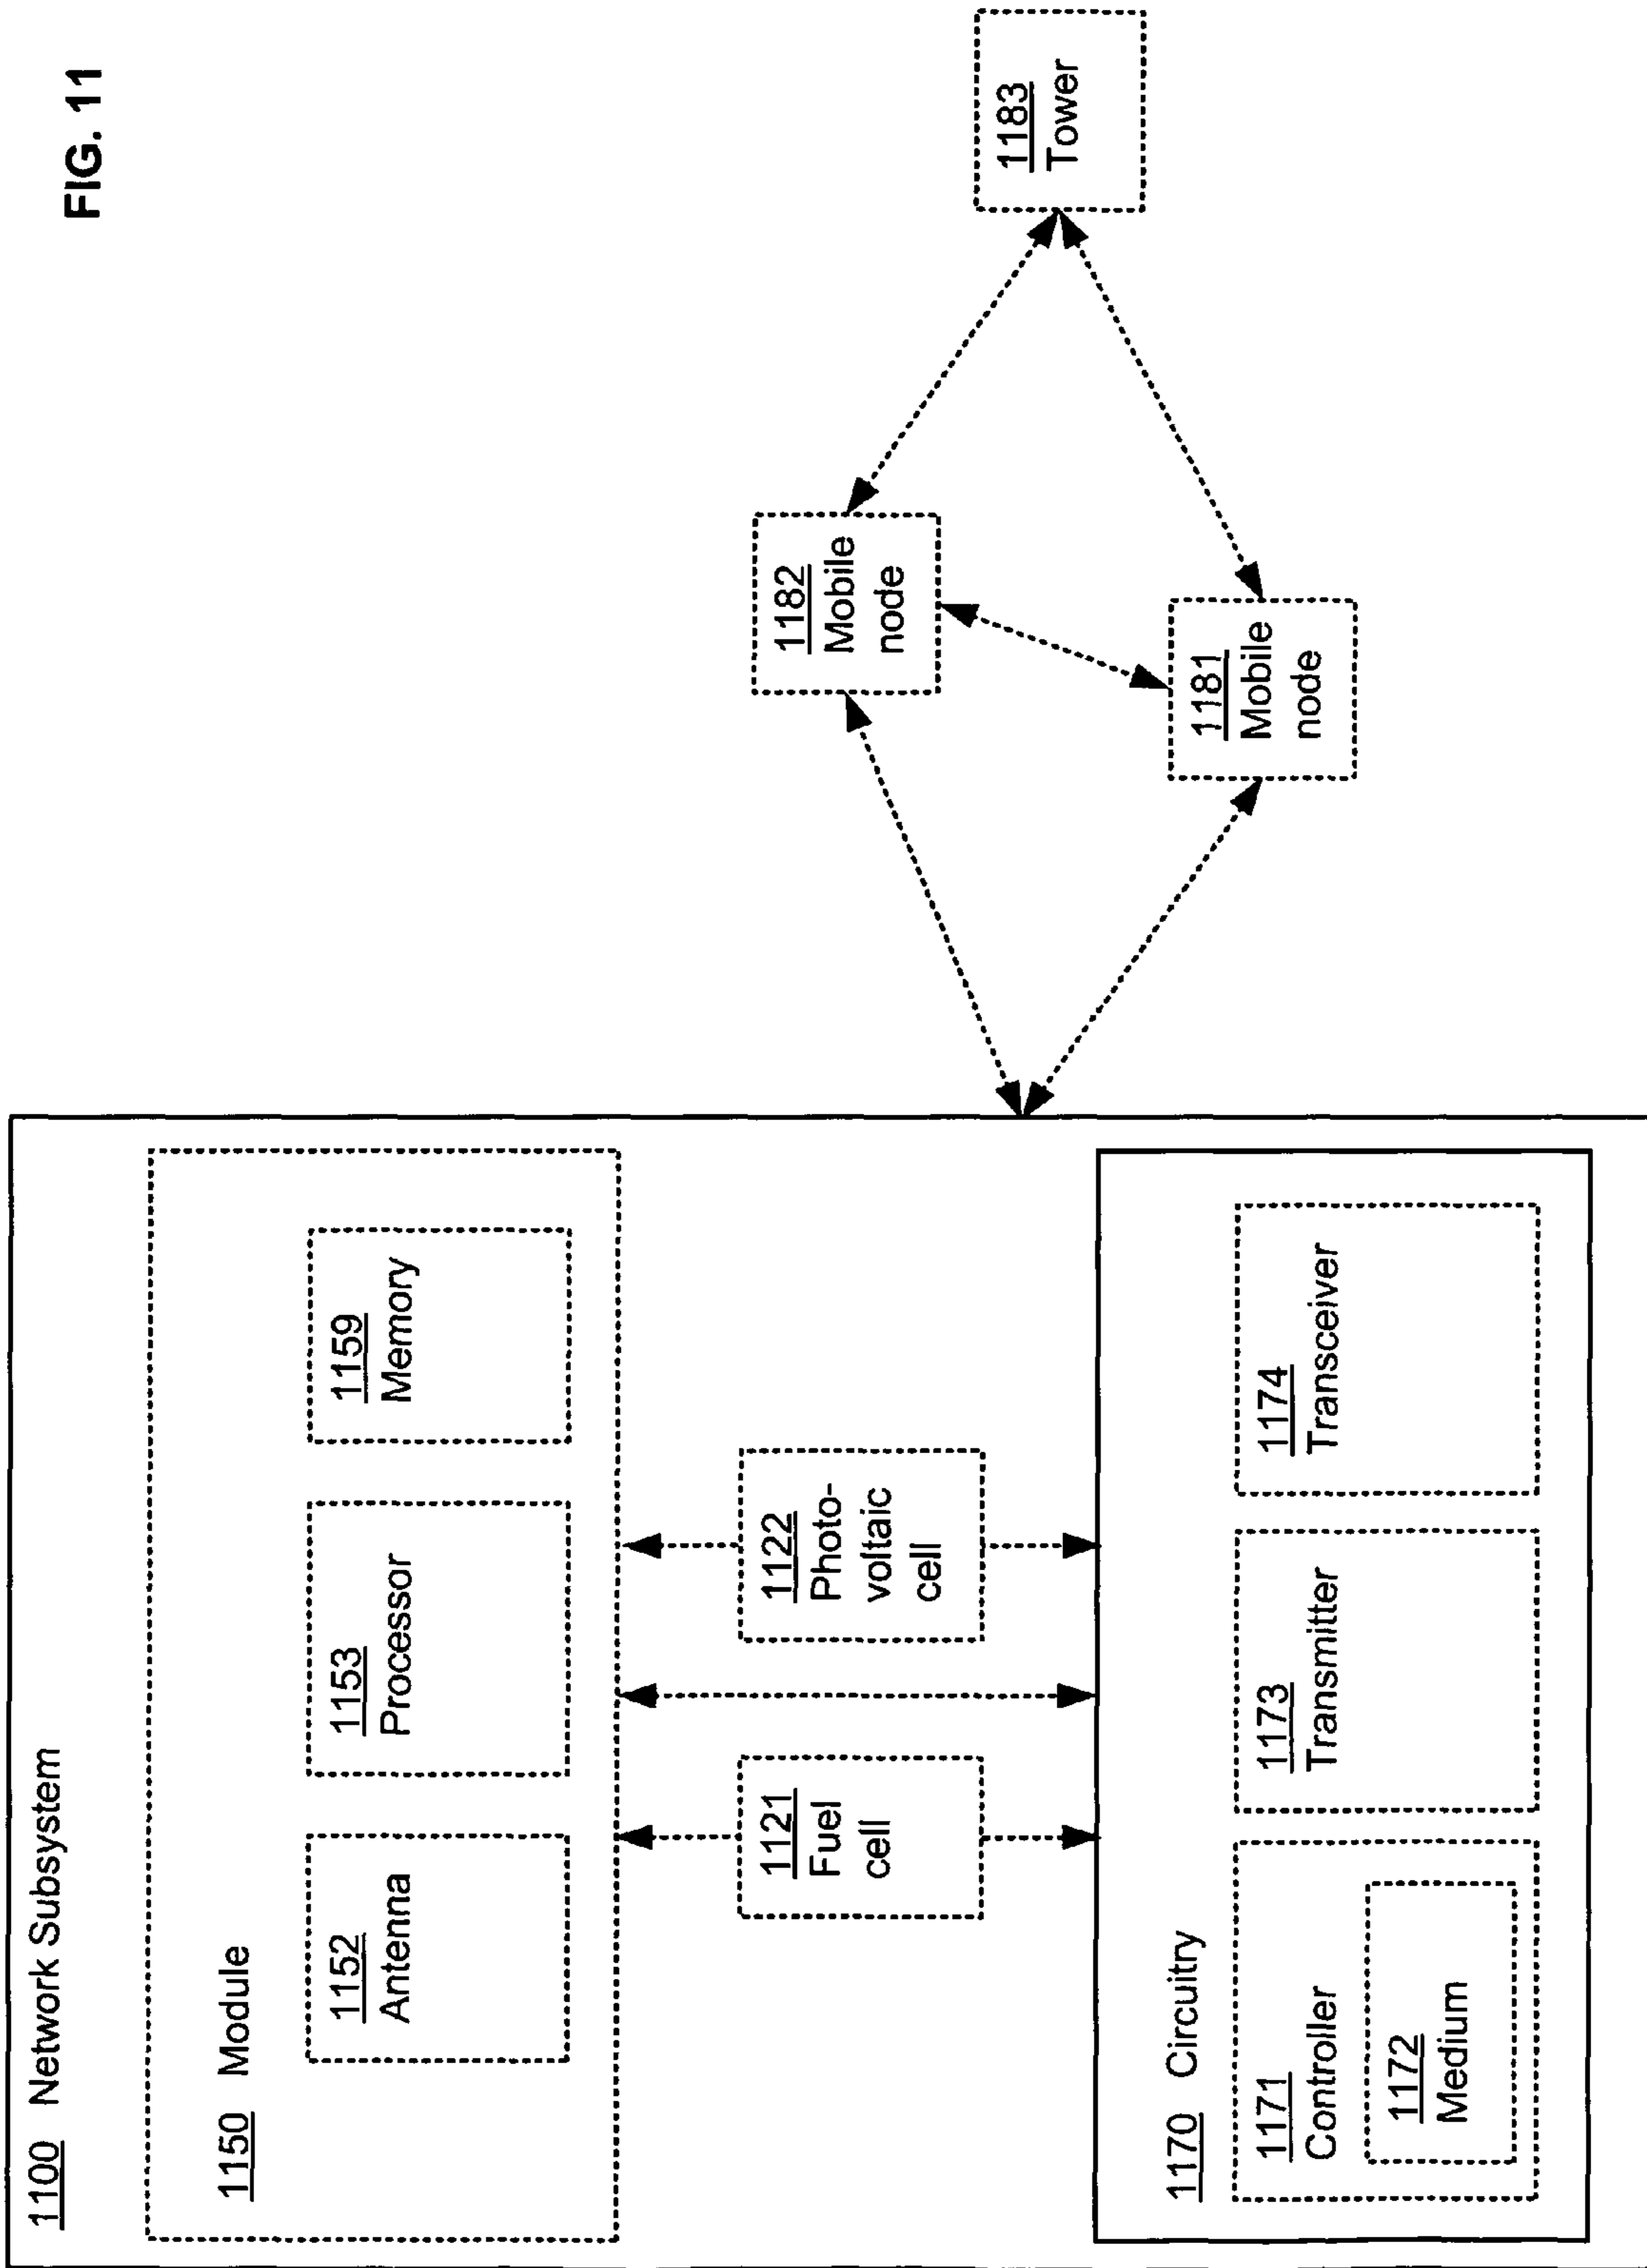 FIG. 11
1100 Network Subsystem
1150 Module
1152
Antenna
1153
Processor
1159
Memory
1121
Fuel
cell
1122
Photo-
voltaic
cell
1170 Circuitry
1171
Controller
1172
Medium
1173
Transmitter
1174
Transceiver
1182
Mobile
node
1181
Mobile
node
1183
Tower